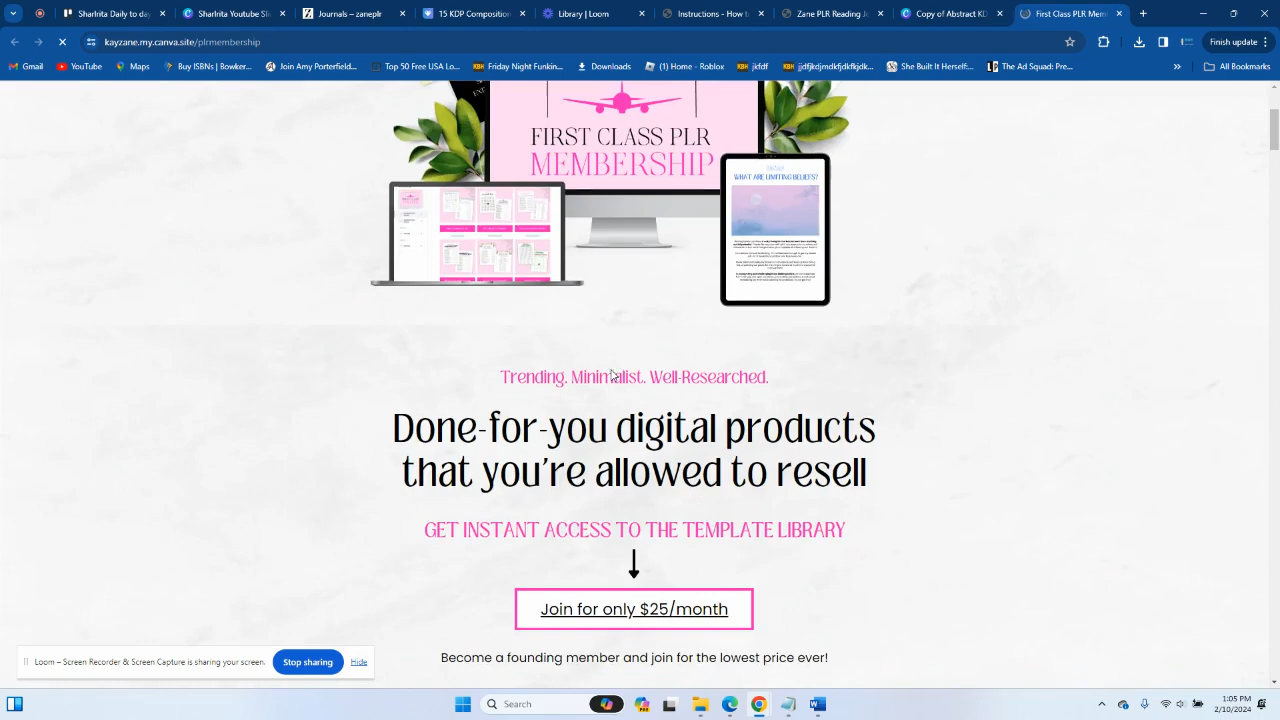 Sharlrita Day to day
Sharlrita Youtube Sli
Journals – zaneplr
15 KDP Expositories
Library | Loom
Instructions - How t
Zane PLR Reading J
Copy of Abstract KD
First Class PLR Mem
kayzane.my.canva.site/plrmembership
Finish update
Gmail
YouTube
Maps
Buy ISBNs | Bowker...
Join Amy Porterfield...
Top 50 Free USA Lo...
Friday Night Funkin...
Downloads
(1) Home - Roblox
kjfdf
jjdfjkdjmdkfjdkflkfjdf...
She Built It Herself:...
The Ad Squad: Pre...
All Bookmarks
FIRST CLASS PLR
MEMBERSHIP
WHAT ARE LIMITING BELIEFS?
Trending. Minimalist. Well-Researched.
Done-for-you digital products
that you're allowed to resell
GET INSTANT ACCESS TO THE TEMPLATE LIBRARY
Join for only $25/month
Become a founding member and join for the lowest price ever!
Loom – Screen Recorder & Screen Capture is sharing your screen.
Stop sharing
Hide
Search
1:05 PM
2/10/2024